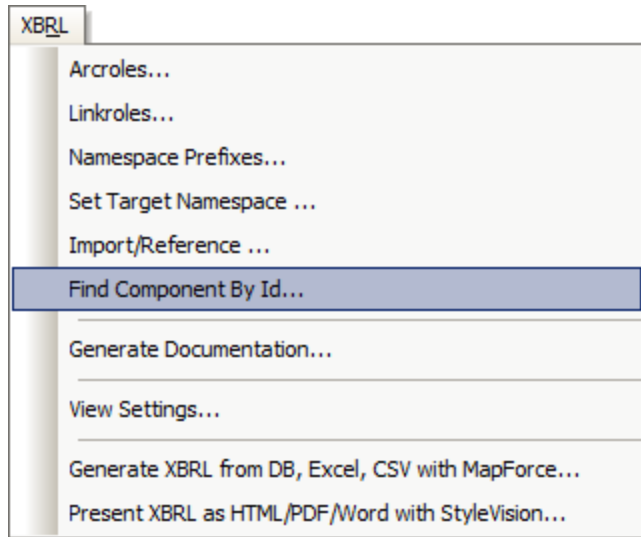 XBRL
Arcroles...
Linkroles...
Namespace Prefixes...
Set Target Namespace ...
Import/Reference ...
Find Component By Id...
Generate Documentation...
View Settings...
Generate XBRL from DB, Excel, CSV with MapForce...
Present XBRL as HTML/PDF/Word with StyleVision...